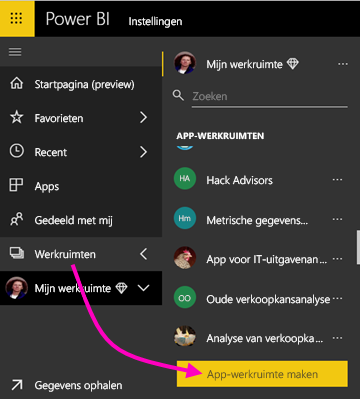 Power BI Instellingen
Startpagina (preview)
Favorieten
Recent
Apps
Gedeeld met mij
Werkruimten
Mijn werkruimte
Gegevens ophalen
Mijn werkruimte ...
Zoeken
APP-WERKRUIMTEN
HA Hack Advisors ...
Hm Metrische gegevens... ...
App voor IT-uitgavenan ... ...
OO Oude verkoopkansanalyse ...
Analyse van verkoopka ... ...
App-werkruimte maken